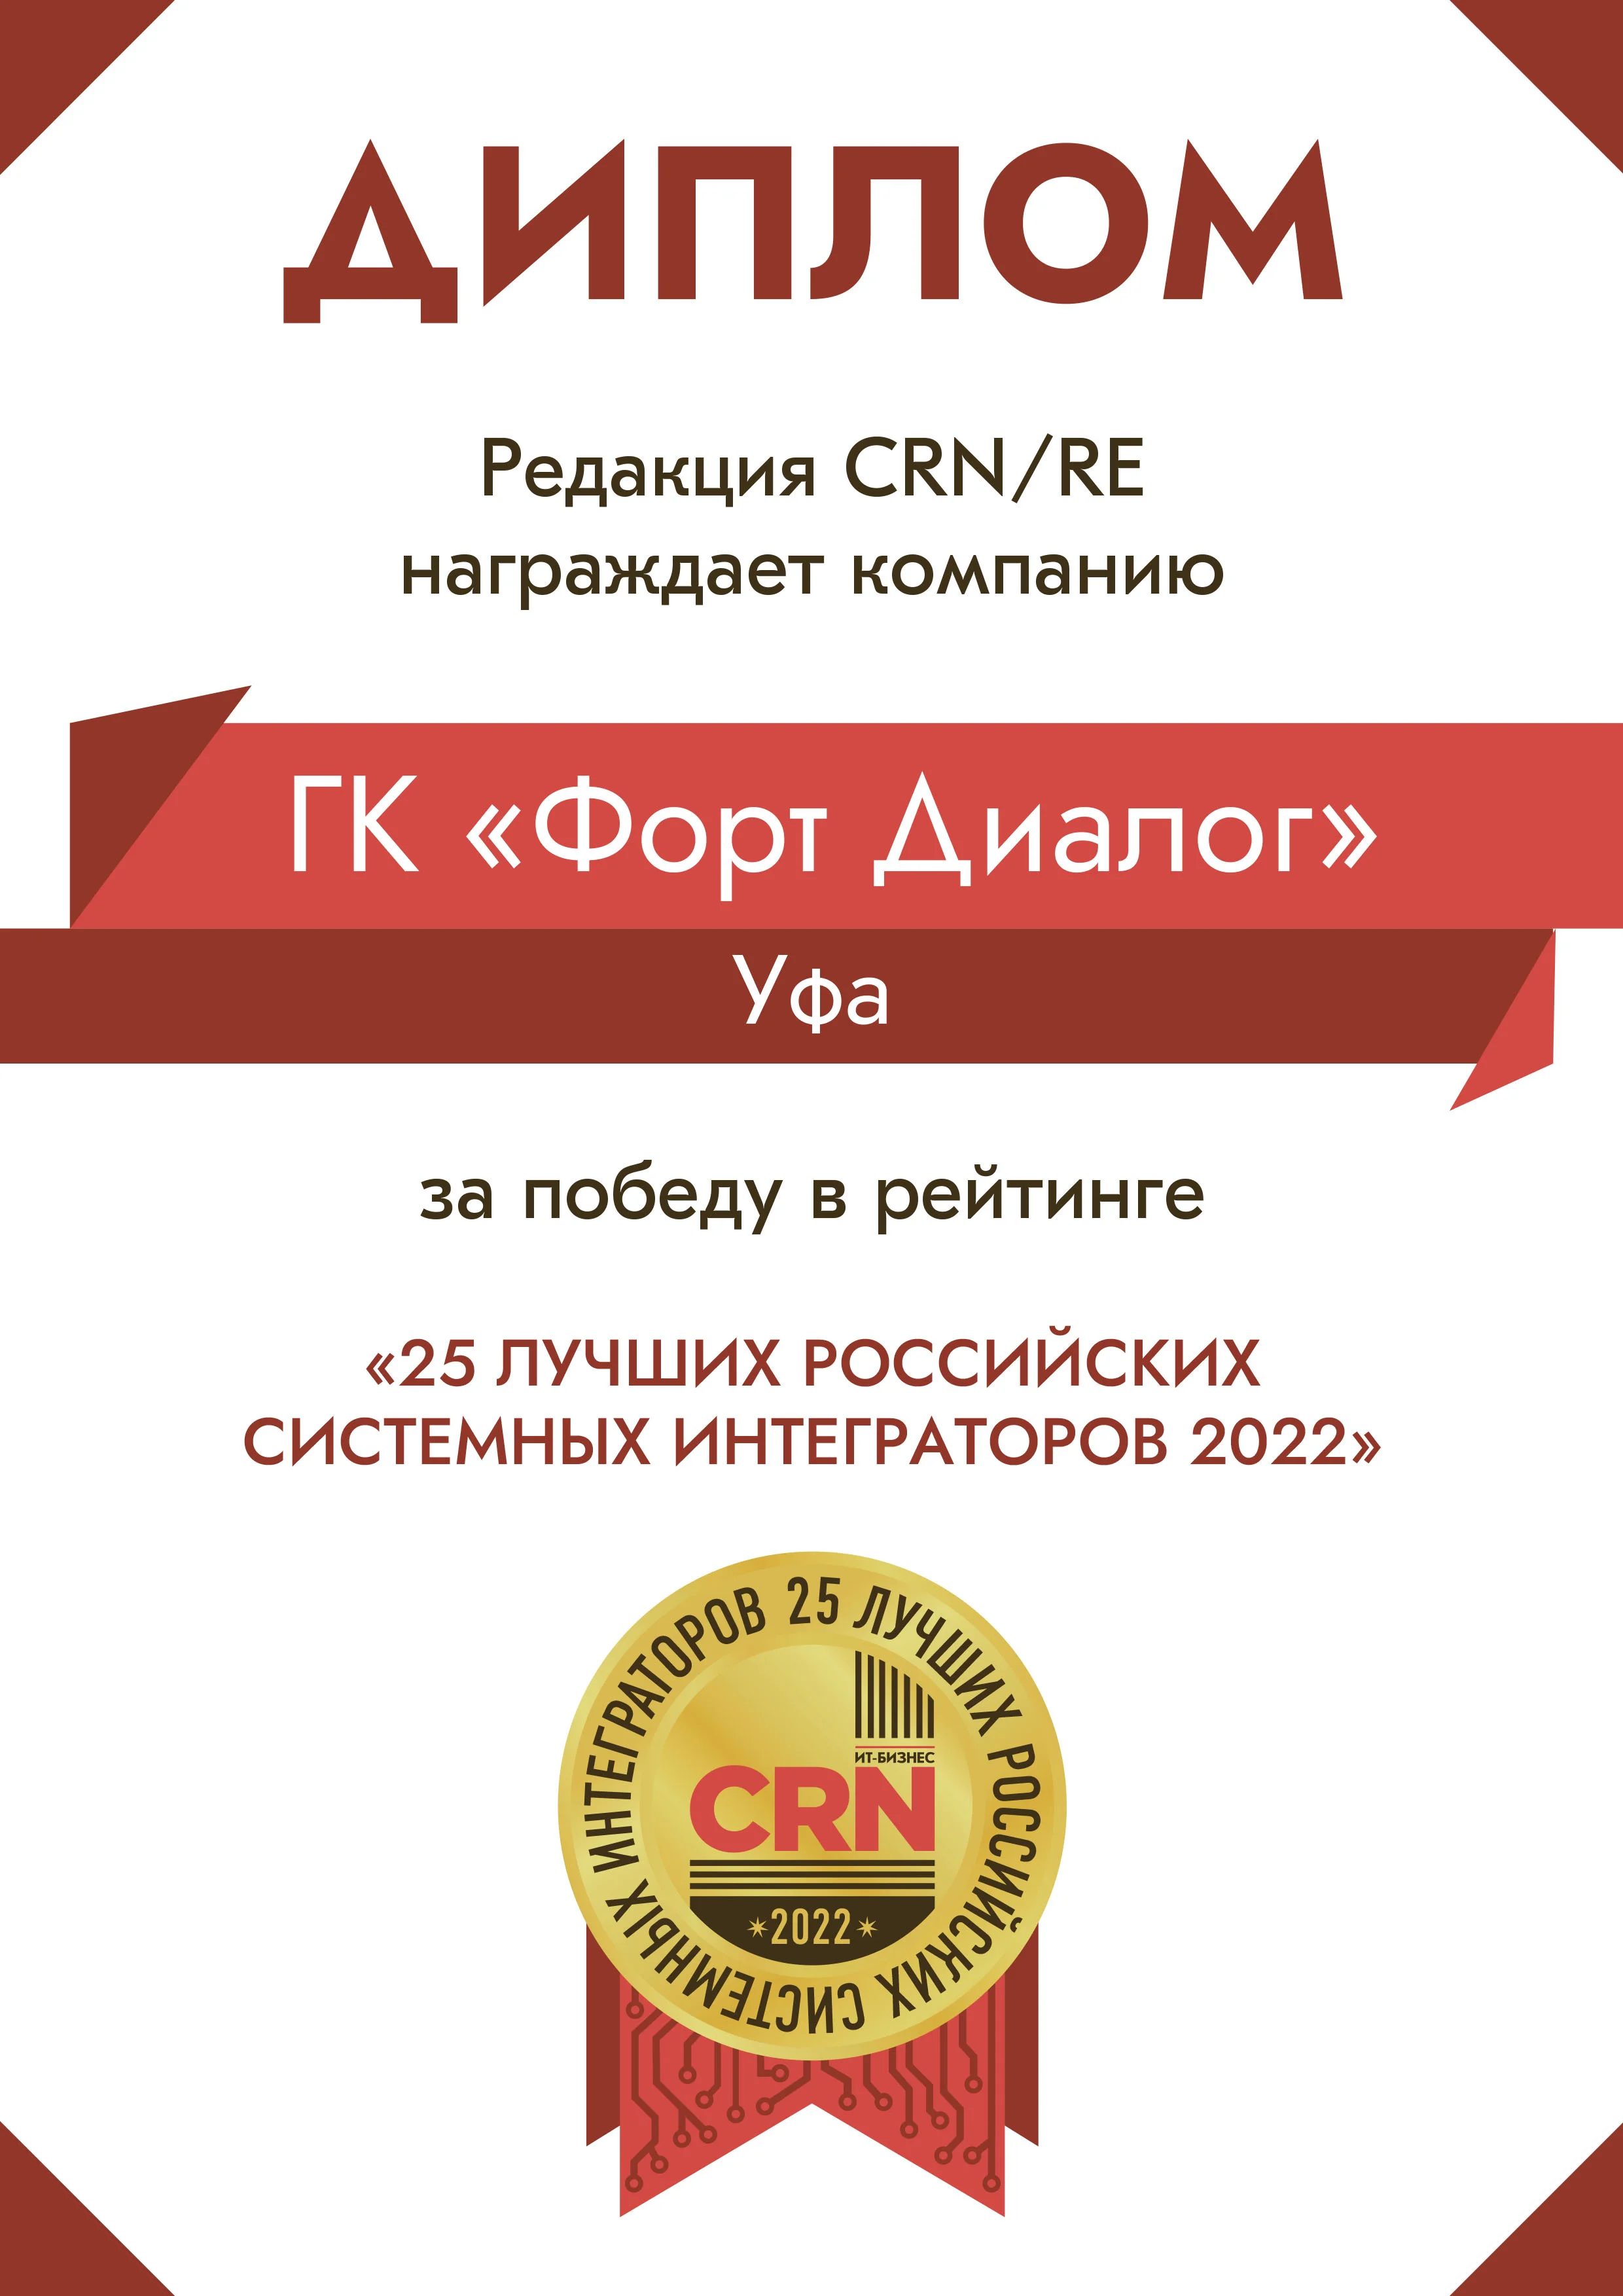 ДИПЛОМ
Редакция CRN/RE
награждает компанию
ГК «Форт Диалог»
Уфа
за победу в рейтинге
«25 ЛУЧШИХ РОССИЙСКИХ
СИСТЕМНЫХ ИНТЕГРАТОРОВ 2022»
25 ЛУЧШИХ РОССИЙСКИХ СИСТЕМНЫХ ИНТЕГРАТОРОВ
ИТ-БИЗНЕС
CRN
2022